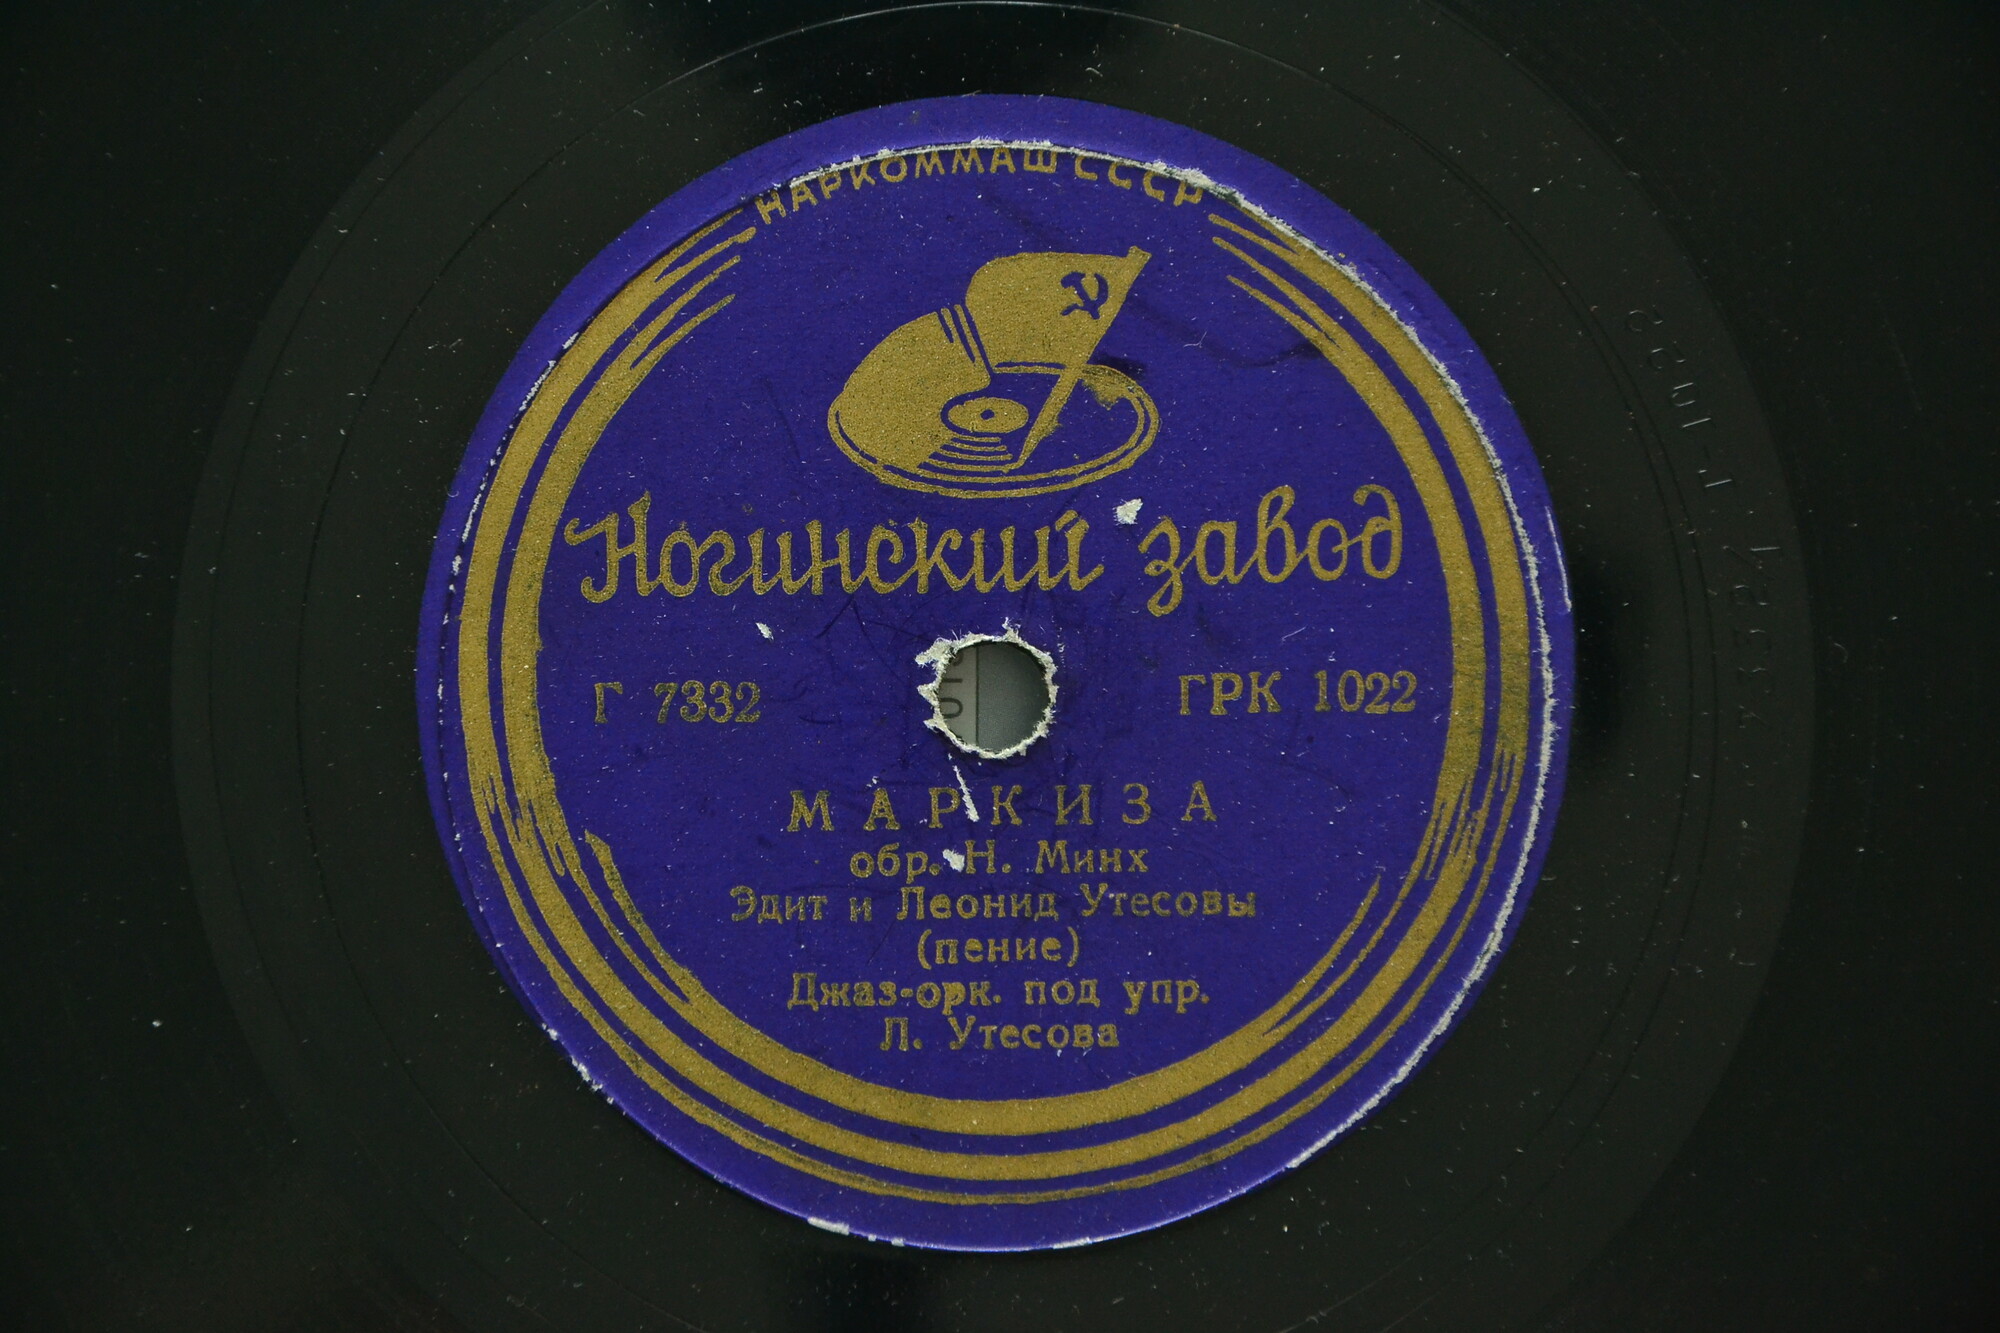 НАРКОММАШ СССР
Ногинский завод
Г 7332
ГРК 1022
МАРКИЗА
обр. Н. Минх
Эдит и Леонид Утесовы
(пение)
Джаз-орк. под упр.
Л. Утесова